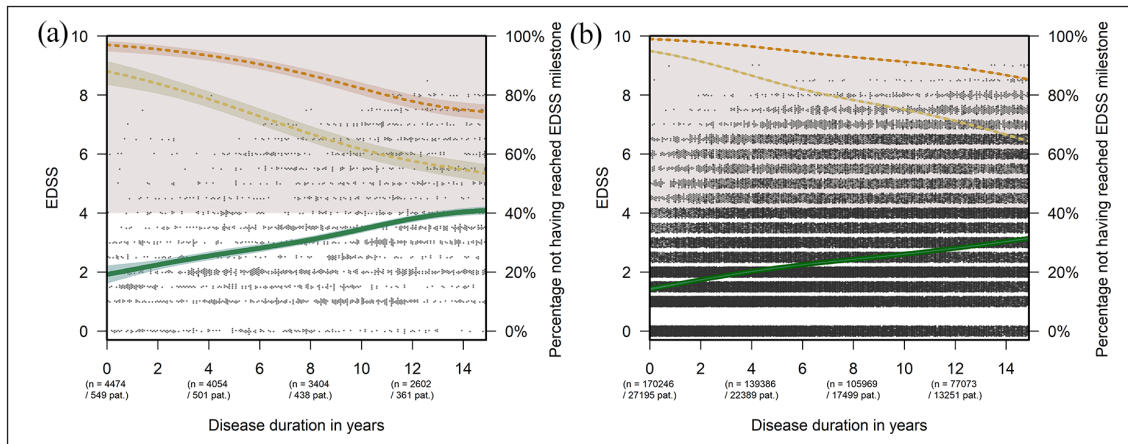 (a)
10
8
6
4
2
0
EDSS
100%
80%
60%
40%
20%
0%
Percentage not having reached EDSS milestone
0 2 4 6 8 10 12 14
(n = 4474 (n = 4054 (n = 3404 (n = 2602
/ 549 pat.) / 501 pat.) / 438 pat.) / 361 pat.)
Disease duration in years
(b)
10
8
6
4
2
0
EDSS
100%
80%
60%
40%
20%
0%
Percentage not having reached EDSS milestone
0 2 4 6 8 10 12 14
(n = 170246 (n = 139386 (n = 105969 (n = 77073
/ 27195 pat.) / 22389 pat.) / 17499 pat.) / 13251 pat.)
Disease duration in years